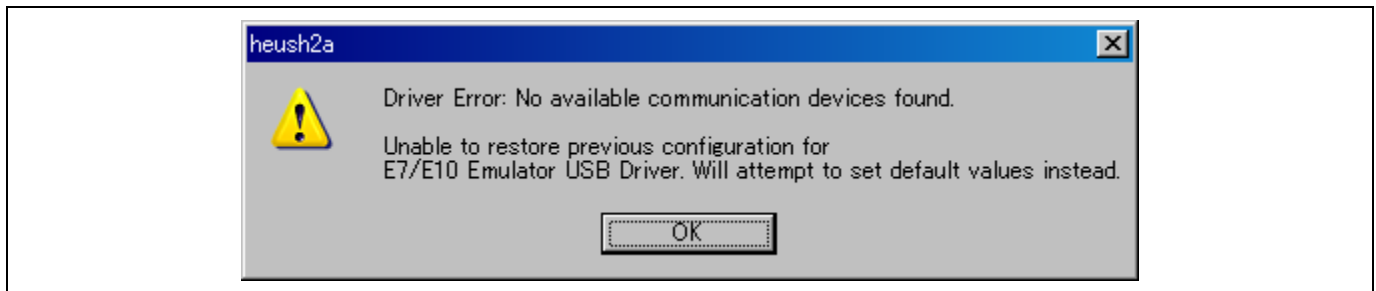 heush2a
Driver Error: No available communication devices found.
Unable to restore previous configuration for
E7/E10 Emulator USB Driver. Will attempt to set default values instead.
OK